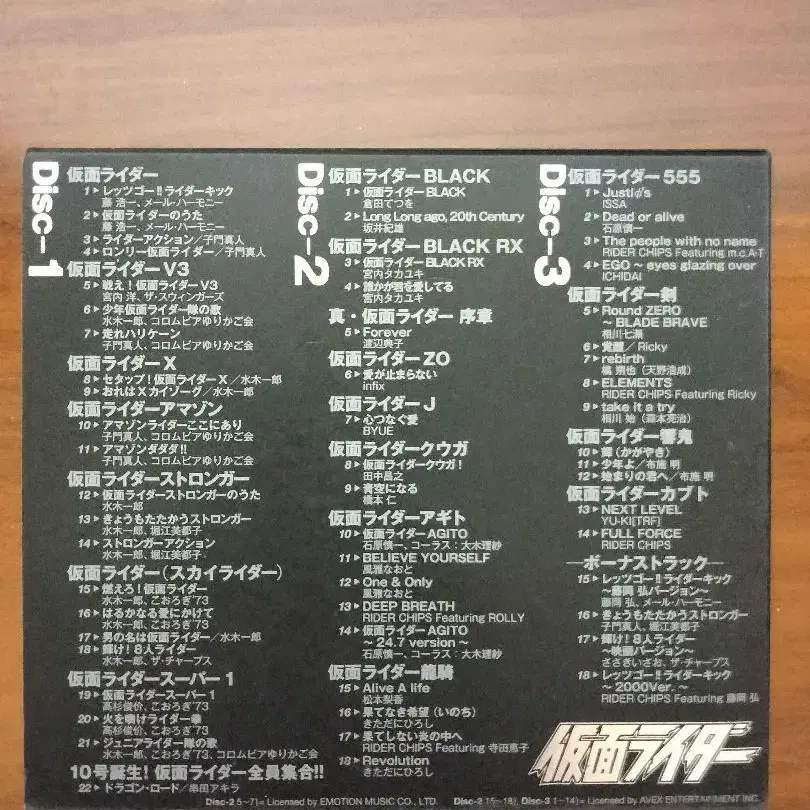 Disc-1
仮面ライダー
1▶レッツゴー!!ライダーキック
藤 浩一、メール・ハーモニー
2▶仮面ライダーのうた
藤 浩一、メール・ハーモニー
3▶ライダーアクション／子門真人
4▶ロンリー仮面ライダー／子門真人
仮面ライダー V3
5▶戦え!仮面ライダーV3
宮内 洋、ザ・スウィンガーズ
6▶少年仮面ライダー隊の歌
水木一郎、コロムビアゆりかご会
7▶走れハリケーン
子門真人、コロムビアゆりかご会
仮面ライダーX
8▶セタップ!仮面ライダーX／水木一郎
9▶おれはXカイゾーグ／水木一郎
仮面ライダーアマゾン
10▶アマゾンライダーここにあり
子門真人、コロムビアゆりかご会
11▶アマゾンダダダ!!
子門真人、コロムビアゆりかご会
仮面ライダーストロンガー
12▶仮面ライダーストロンガーのうた
水木一郎
13▶きょうもたたかうストロンガー
水木一郎、堀江美都子
14▶ストロンガーアクション
水木一郎、堀江美都子
仮面ライダー(スカイライダー)
15▶燃えろ!仮面ライダー
水木一郎、こおろぎ'73
16▶はるかなる愛にかけて
水木一郎、こおろぎ'73
17▶男の名は仮面ライダー／水木一郎
18▶輝け!8人ライダー
水木一郎、ザ・チャープス
仮面ライダースーパー1
19▶仮面ライダースーパー1
高杉俊价、こおろぎ'73
20▶火を噴けライダー拳
高杉俊价、こおろぎ'73
21▶ジュニアライダー隊の歌
水木一郎、こおろぎ'73、コロムビアゆりかご会
10号誕生!仮面ライダー全員集合!!
22▶ドラゴン・ロード／串田アキラ
Disc-2
仮面ライダー BLACK
1▶仮面ライダーBLACK
倉田てつを
2▶Long Long ago, 20th Century
坂井紀雄
仮面ライダー BLACK RX
3▶仮面ライダーBLACK RX
宮内タカユキ
4▶誰かが君を愛してる
宮内タカユキ
真・仮面ライダー 序章
5▶Forever
渡辺典子
仮面ライダー ZO
6▶愛が止まらない
infix
仮面ライダー J
7▶心つなぐ愛
BYUE
仮面ライダークウガ
8▶仮面ライダークウガ!
田中昌之
9▶青空になる
橋本 仁
仮面ライダーアギト
10▶仮面ライダーAGITO
石原慎一、コーラス:大木理紗
11▶BELIEVE YOURSELF
風雅なおと
12▶One & Only
風雅なおと
13▶DEEP BREATH
RIDER CHIPS Featuring ROLLY
14▶仮面ライダーAGITO
～24.7 version～
石原慎一、コーラス:大木理紗
仮面ライダー龍騎
15▶Alive A life
松本梨香
16▶果てなき希望(いのち)
きただにひろし
17▶果てしない炎の中へ
RIDER CHIPS Featuring 寺田恵子
18▶Revolution
きただにひろし
Disc-3
仮面ライダー 555
1▶Justiφ's
ISSA
2▶Dead or alive
石原慎一
3▶The people with no name
RIDER CHIPS Featuring m.c.A・T
4▶EGO～eyes glazing over
ICHIDAI
仮面ライダー剣
5▶Round ZERO
～BLADE BRAVE
相川七瀬
6▶覚醒／Ricky
7▶rebirth
橘 朔也(天野浩成)
8▶ELEMENTS
RIDER CHIPS Featuring Ricky
9▶take it a try
相川 始(森本亮治)
仮面ライダー響鬼
10▶輝(かがやき)
11▶少年よ／布施 明
12▶始まりの君へ／布施 明
仮面ライダーカブト
13▶NEXT LEVEL
YU-KI[TRF]
14▶FULL FORCE
RIDER CHIPS
—ボーナストラック—
15▶レッツゴー!!ライダーキック
～藤岡 弘バージョン～
藤岡 弘、メール・ハーモニー
16▶きょうもたたかうストロンガー
子門真人、堀江美都子
17▶輝け!8人ライダー
～映画バージョン～
ささきいさお、ザ・チャープス
18▶レッツゴー!!ライダーキック
～2000Ver.～
RIDER CHIPS Featuring 藤岡 弘
仮面ライダー
Disc-2 5~7)= Licensed by EMOTION MUSIC CO., LTD. Disc-2 15~18), Disc-3 1~14)= Licensed by AVEX ENTERTAINMENT INC.